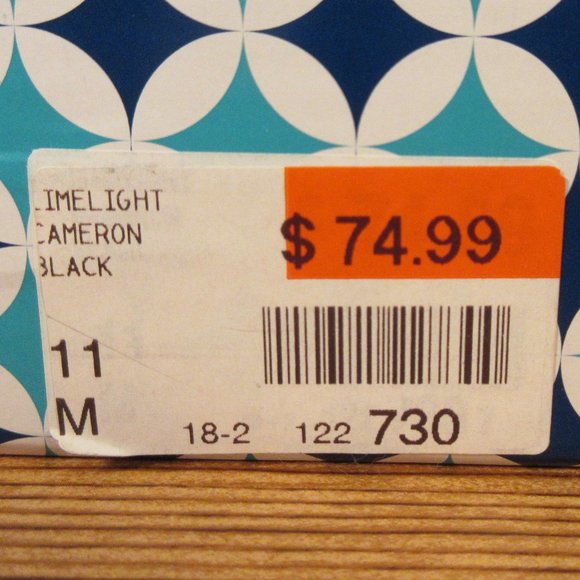 LIMELIGHT
CAMERON
BLACK
$ 74.99
11
M
18-2 122 730